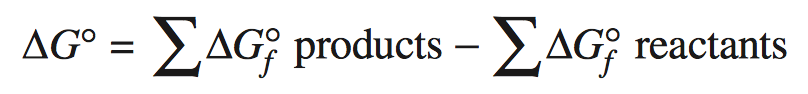 ΔG° = ∑ΔG°f products − ∑ΔG°f reactants